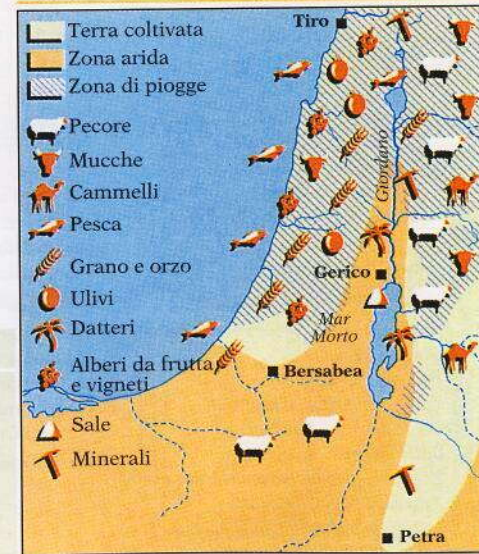 Terra coltivata
Zona arida
Zona di piogge
Pecore
Mucche
Cammelli
Pesca
Grano e orzo
Ulivi
Datteri
Alberi da frutta
e vigneti
Sale
Minerali
Tiro
Giordano
Gerico
Mar
Morto
Bersabea
Petra